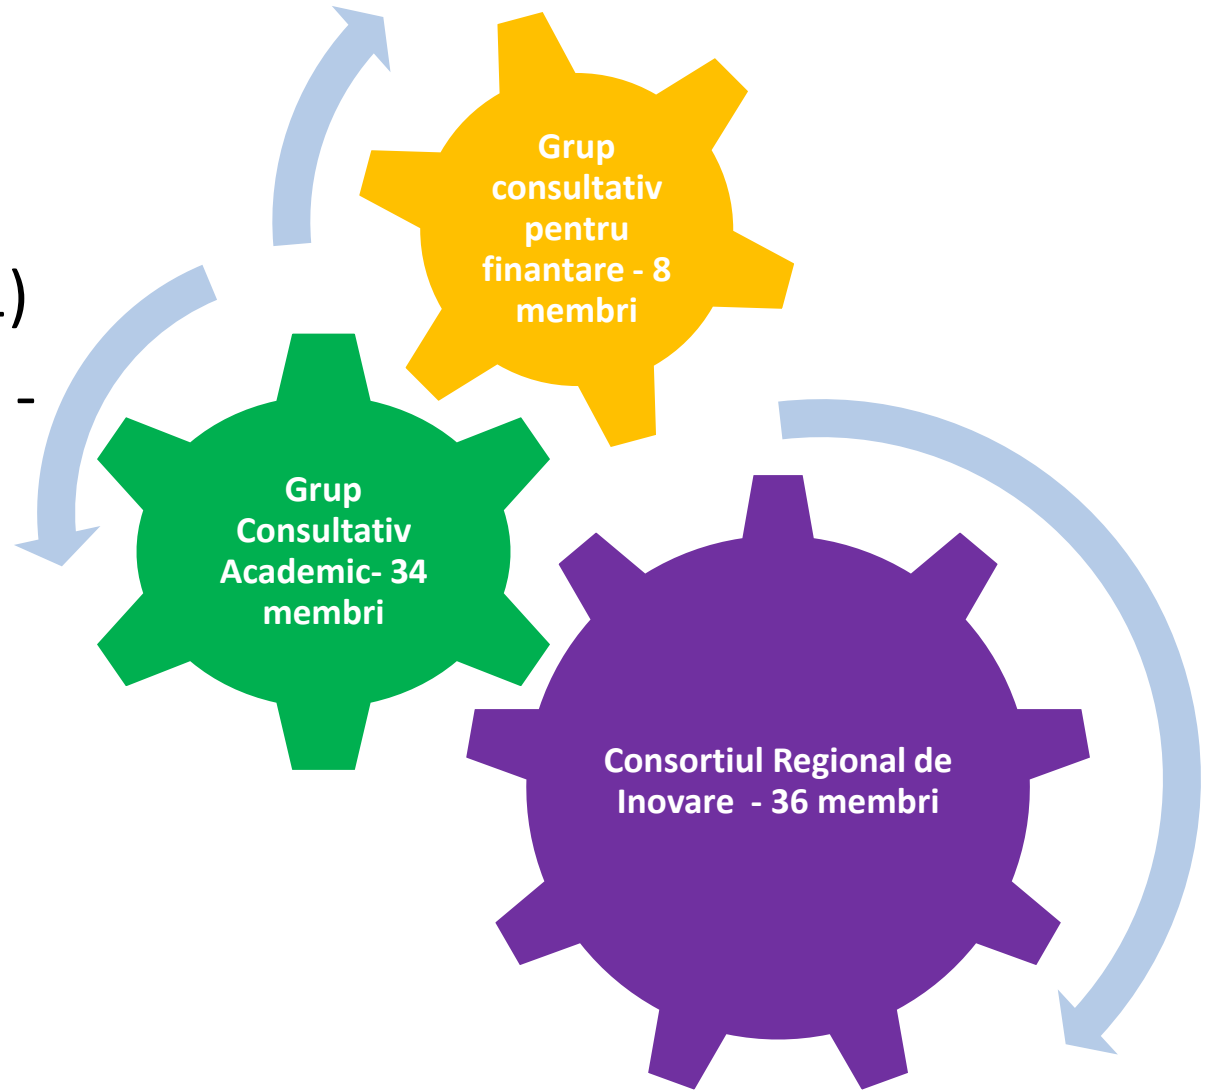 Grup
consultativ
pentru
finantare - 8
membri
)
-
Grup
Consultativ
Academic- 34
membri
Consortiul Regional de
Inovare - 36 membri